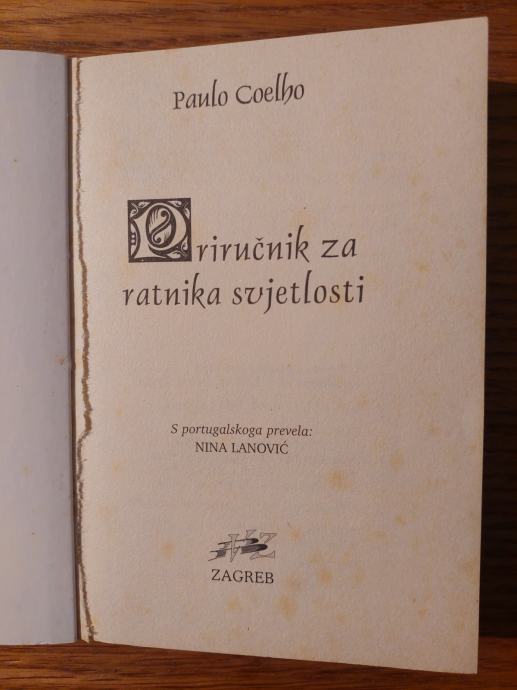 Paulo Coelho
Priručnik za
ratnika svjetlosti
S portugalskoga prevela:
NINA LANOVIĆ
ZAGREB